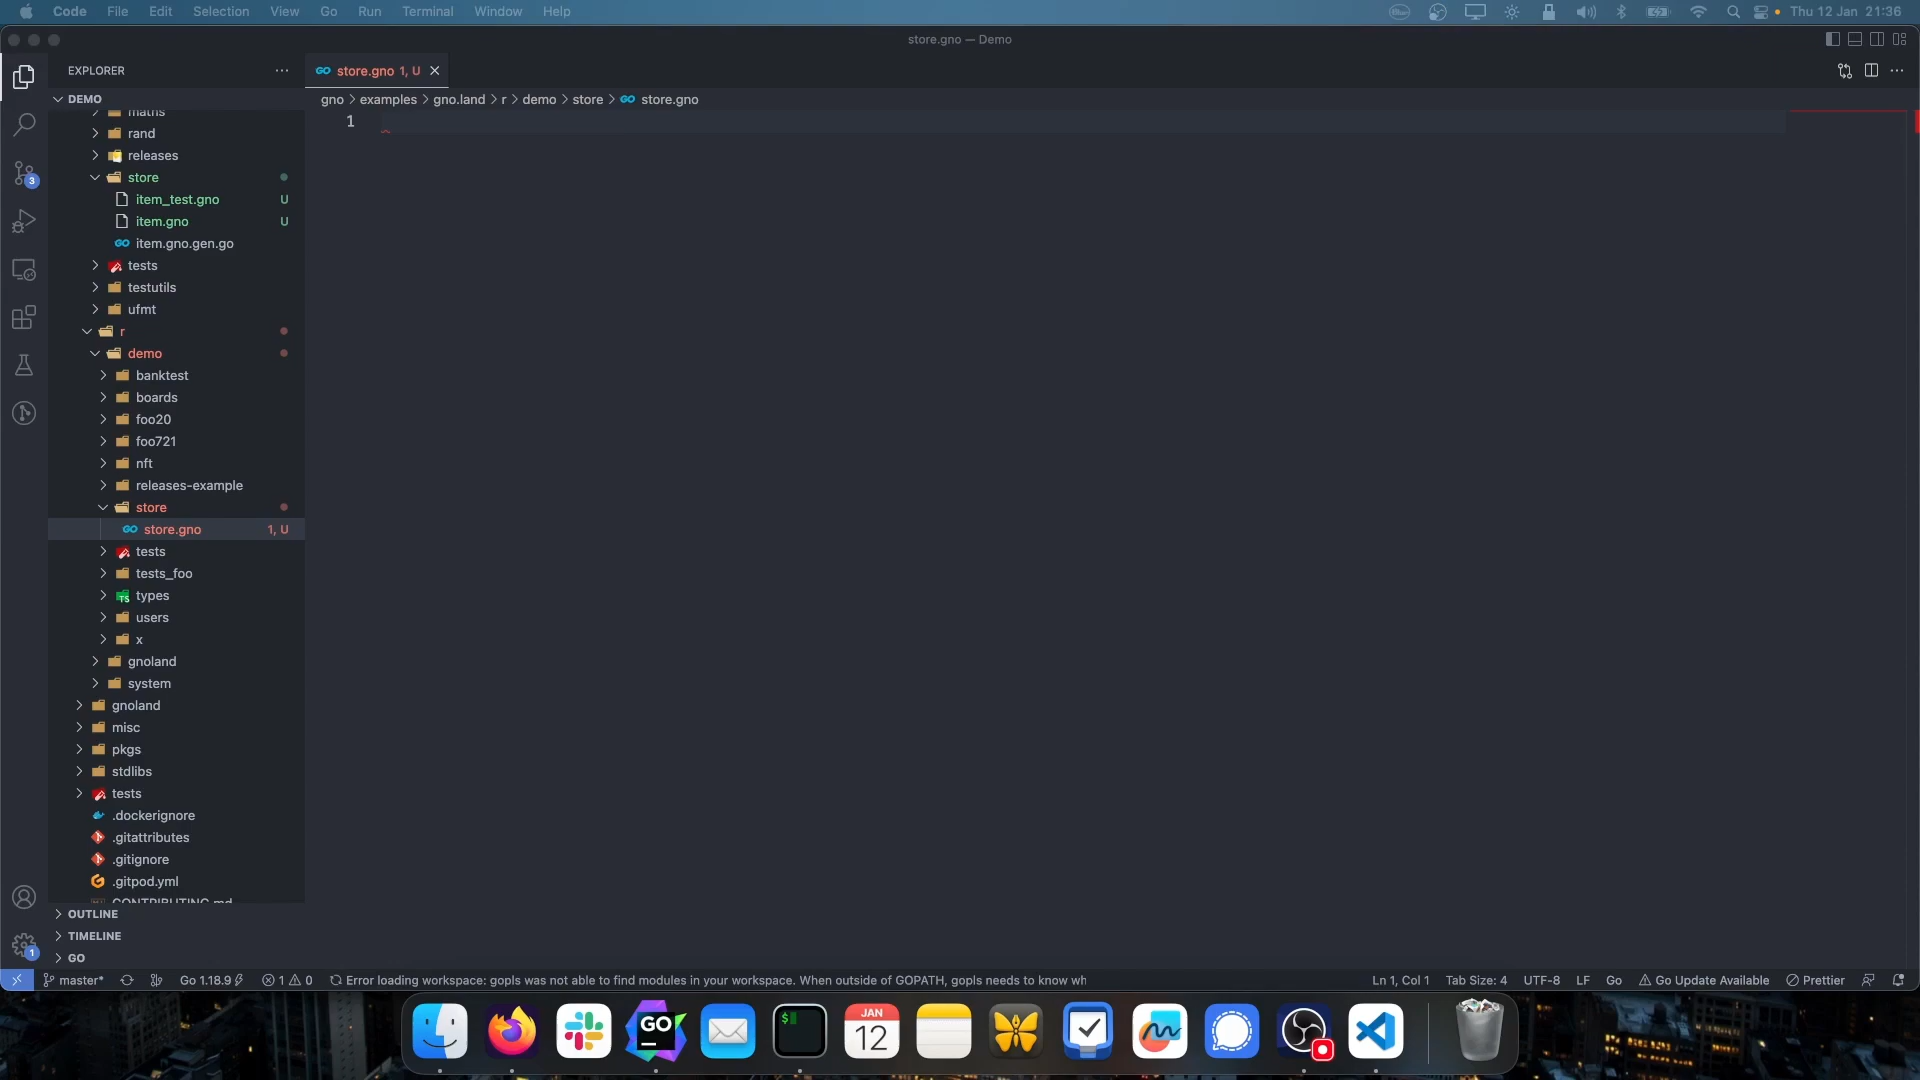 Code File Edit Selection View Go Run Terminal Window Help Thu 12 Jan 21:36
store.gno — Demo
EXPLORER
store.gno 1, U
DEMO
gno > examples > gno.land > r > demo > store > store.gno
1
maths
rand
releases
3
store
item_test.gno U
item.gno U
item.gno.gen.go
tests
testutils
ufmt
r
demo
banktest
boards
foo20
foo721
nft
releases-example
store
store.gno 1, U
tests
tests_foo
types
users
x
gnoland
system
gnoland
misc
pkgs
stdlibs
tests
.dockerignore
.gitattributes
.gitignore
.gitpod.yml
CONTRIBUTING.md
OUTLINE
TIMELINE
1
GO
master* Go 1.18.9 1 0 Error loading workspace: gopls was not able to find modules in your workspace. When outside of GOPATH, gopls needs to know wh Ln 1, Col 1 Tab Size: 4 UTF-8 LF Go Go Update Available Prettier
GO
JAN
12